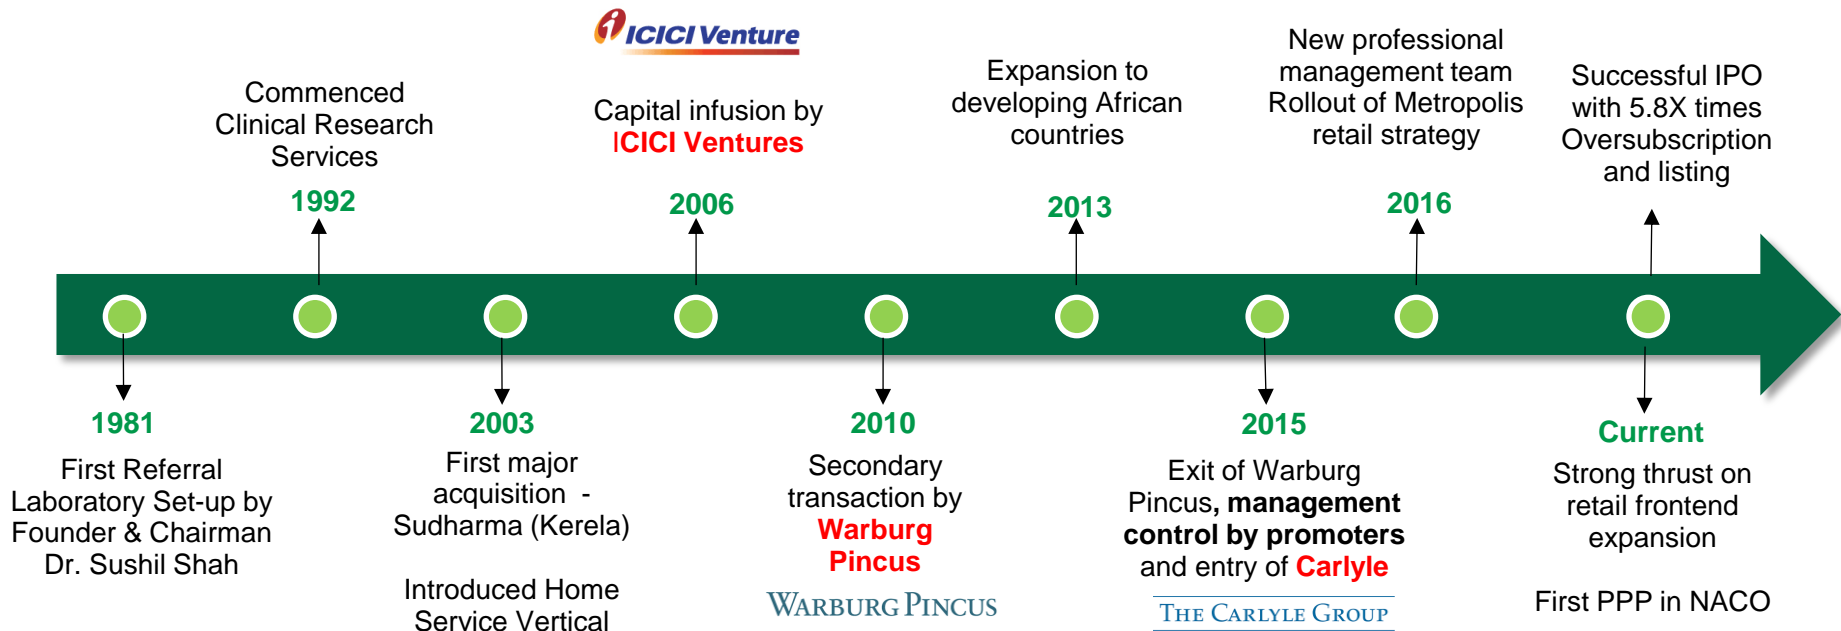 ICICI Venture
Capital infusion by
ICICI Ventures
2006
Commenced
Clinical Research
Services
1992
Expansion to
developing African
countries
2013
New professional
management team
Rollout of Metropolis
retail strategy
2016
Successful IPO
with 5.8X times
Oversubscription
and listing
1981
First Referral
Laboratory Set-up by
Founder & Chairman
Dr. Sushil Shah
2003
First major
acquisition -
Sudharma (Kerela)
Introduced Home
Service Vertical
2010
Secondary
transaction by
Warburg
Pincus
WARBURG PINCUS
2015
Exit of Warburg
Pincus, management
control by promoters
and entry of Carlyle
THE CARLYLE GROUP
Current
Strong thrust on
retail frontend
expansion
First PPP in NACO